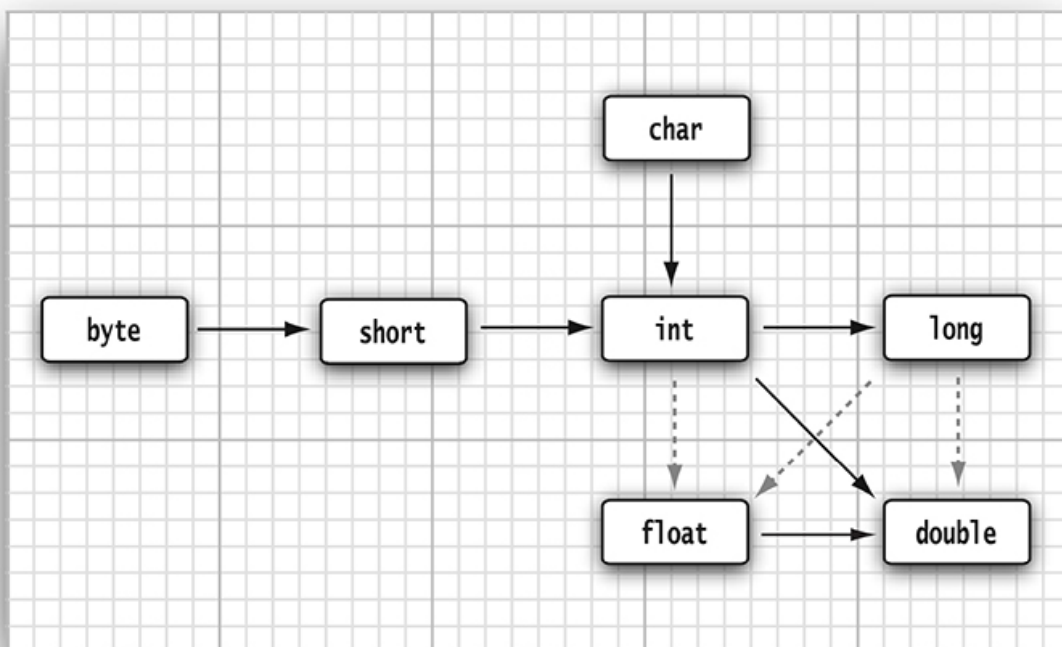 char
byte
short
int
long
float
double